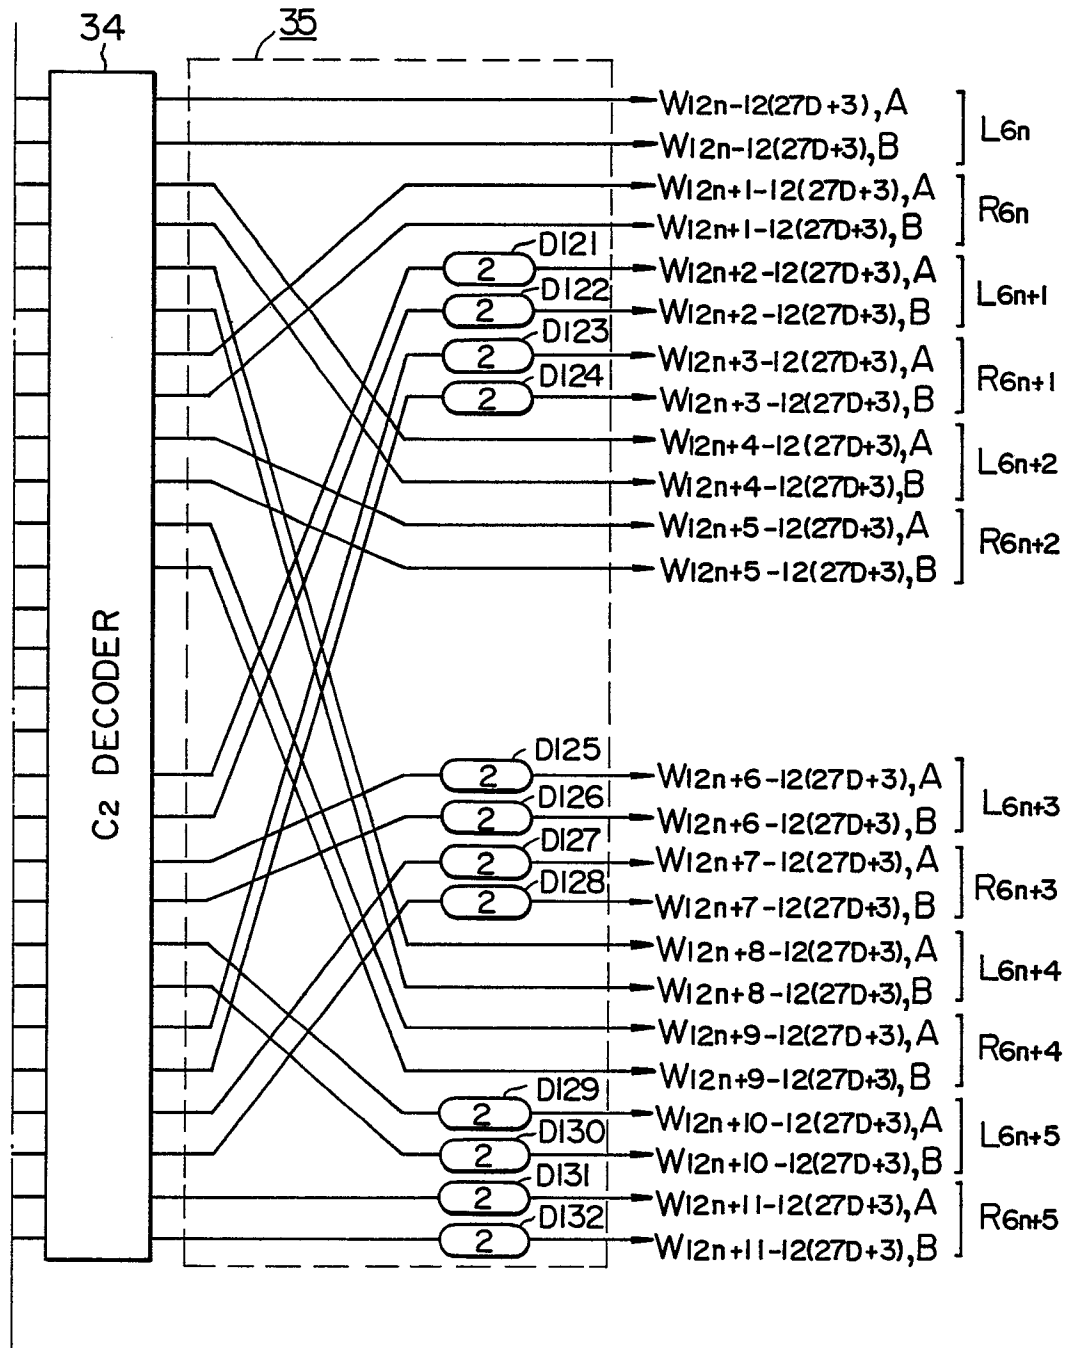 34
35
C2 DECODER
W12n-12(27D+3),A
L6n
W12n-12(27D+3),B
W12n+1-12(27D+3),A
R6n
W12n+1-12(27D+3),B
D121
2
W12n+2-12(27D+3),A
L6n+1
D122
2
W12n+2-12(27D+3),B
D123
2
W12n+3-12(27D+3),A
R6n+1
D124
2
W12n+3-12(27D+3),B
W12n+4-12(27D+3),A
L6n+2
W12n+4-12(27D+3),B
W12n+5-12(27D+3),A
R6n+2
W12n+5-12(27D+3),B
D125
2
W12n+6-12(27D+3),A
L6n+3
D126
2
W12n+6-12(27D+3),B
D127
2
W12n+7-12(27D+3),A
R6n+3
D128
2
W12n+7-12(27D+3),B
W12n+8-12(27D+3),A
L6n+4
W12n+8-12(27D+3),B
W12n+9-12(27D+3),A
R6n+4
W12n+9-12(27D+3),B
D129
2
W12n+10-12(27D+3),A
L6n+5
D130
2
W12n+10-12(27D+3),B
D131
2
W12n+11-12(27D+3),A
R6n+5
D132
2
W12n+11-12(27D+3),B